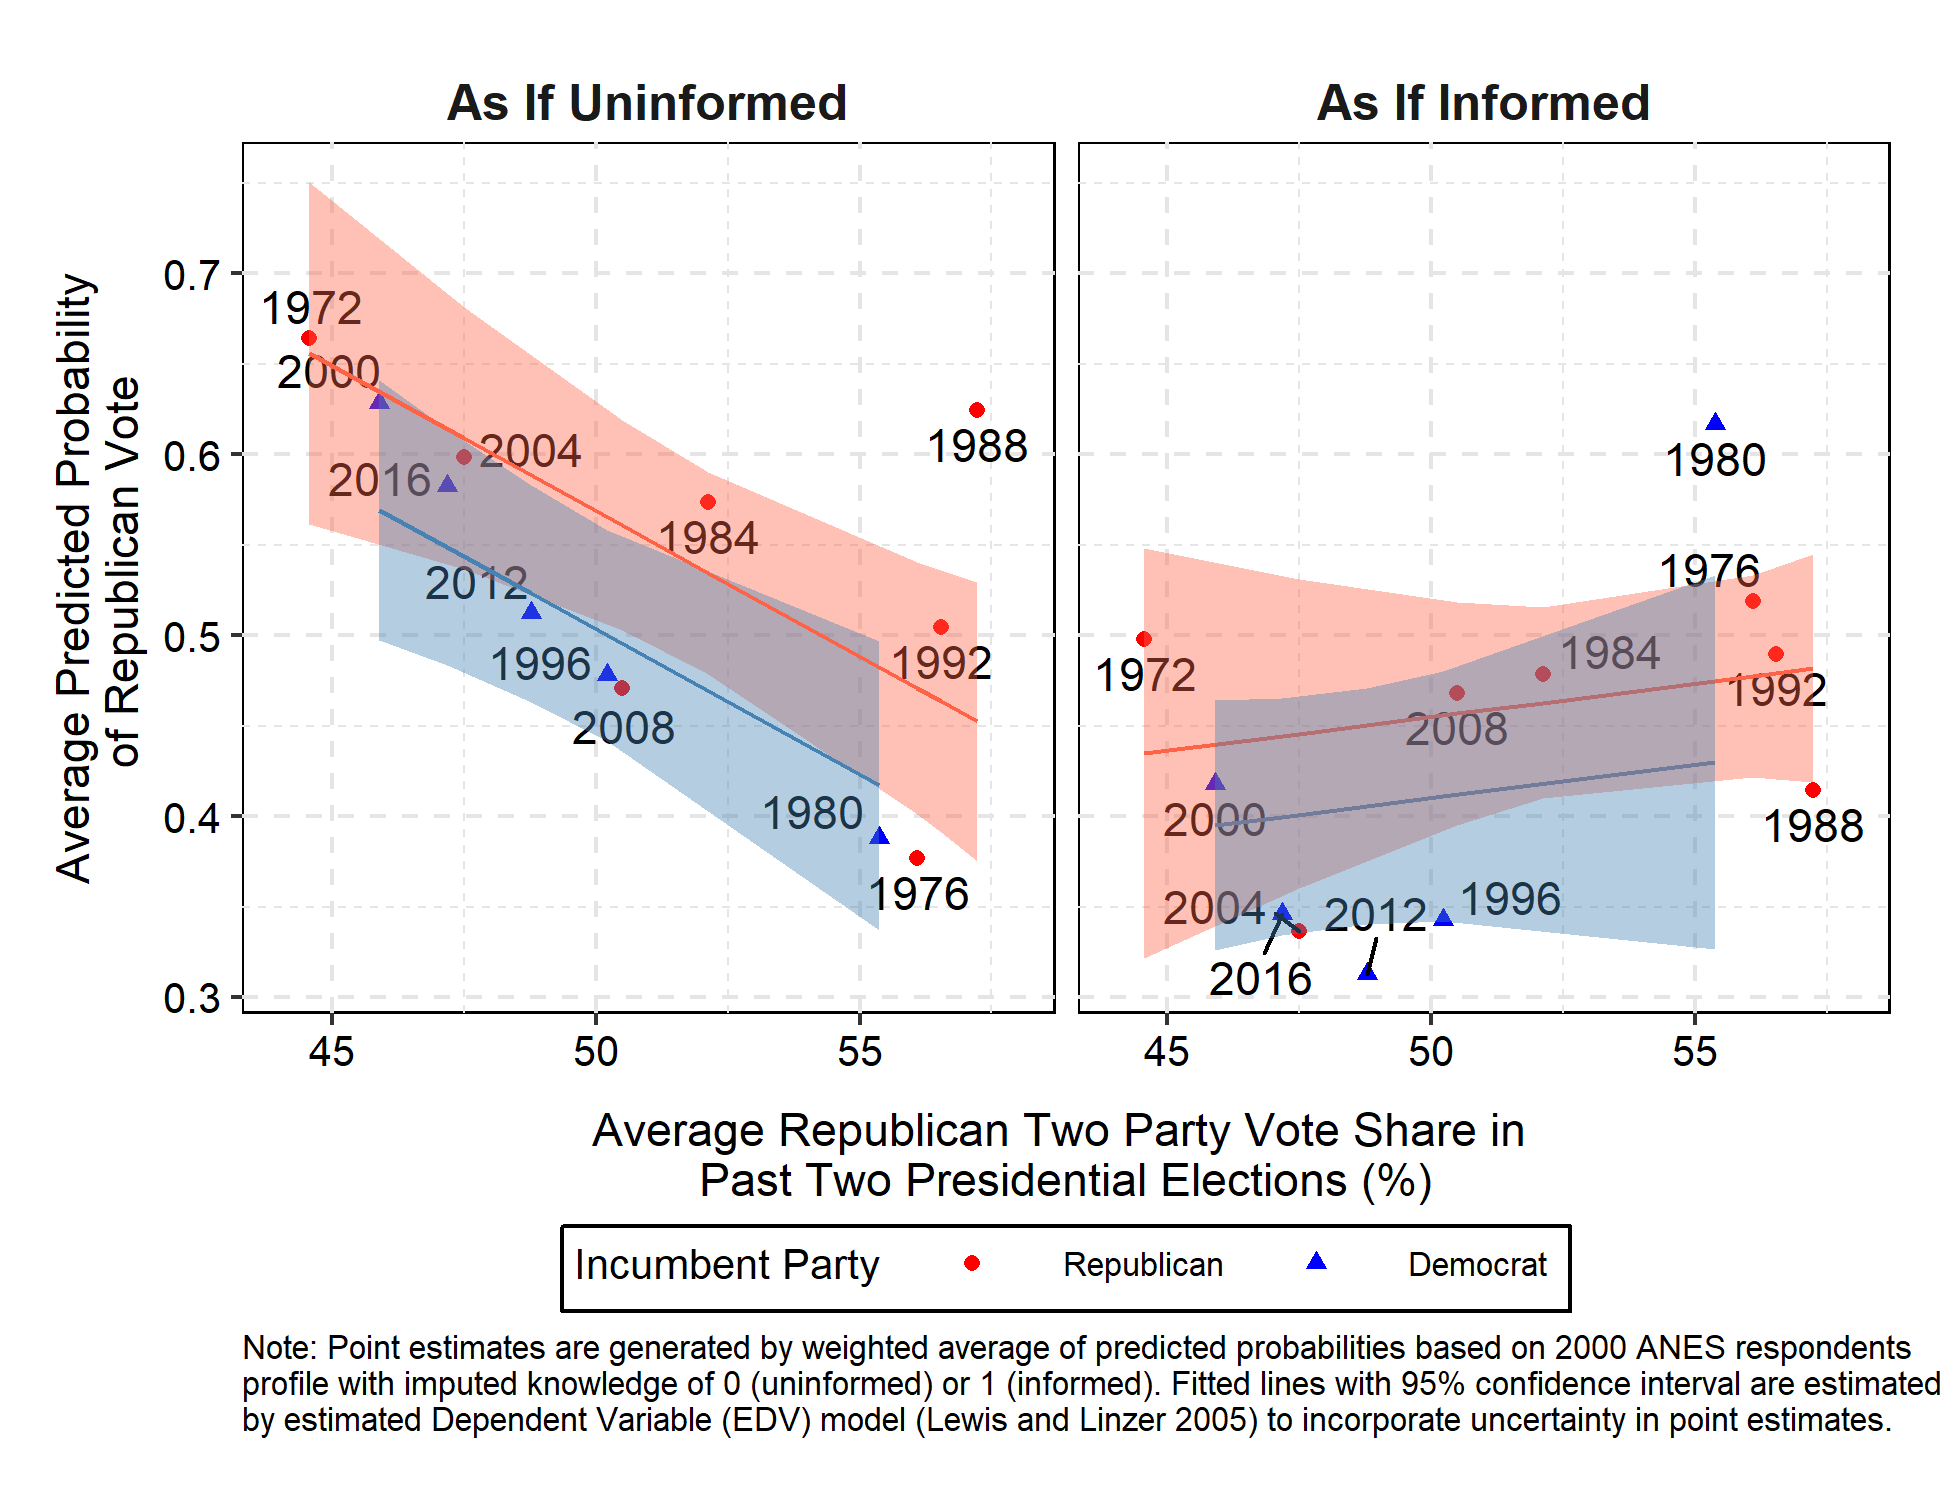 As If Uninformed
As If Informed
Average Predicted Probability
of Republican Vote
0.7
0.6
0.5
0.4
0.3
1972
2000
2004
2016
1984
1988
2012
1996
2008
1992
1980
1976
1980
1976
1972
1984
1992
2008
2000
1988
2004
2012
1996
2016
45
50
55
45
50
55
Average Republican Two Party Vote Share in
Past Two Presidential Elections (%)
Incumbent Party
Republican
Democrat
Note: Point estimates are generated by weighted average of predicted probabilities based on 2000 ANES respondents
profile with imputed knowledge of 0 (uninformed) or 1 (informed). Fitted lines with 95% confidence interval are estimated
by estimated Dependent Variable (EDV) model (Lewis and Linzer 2005) to incorporate uncertainty in point estimates.